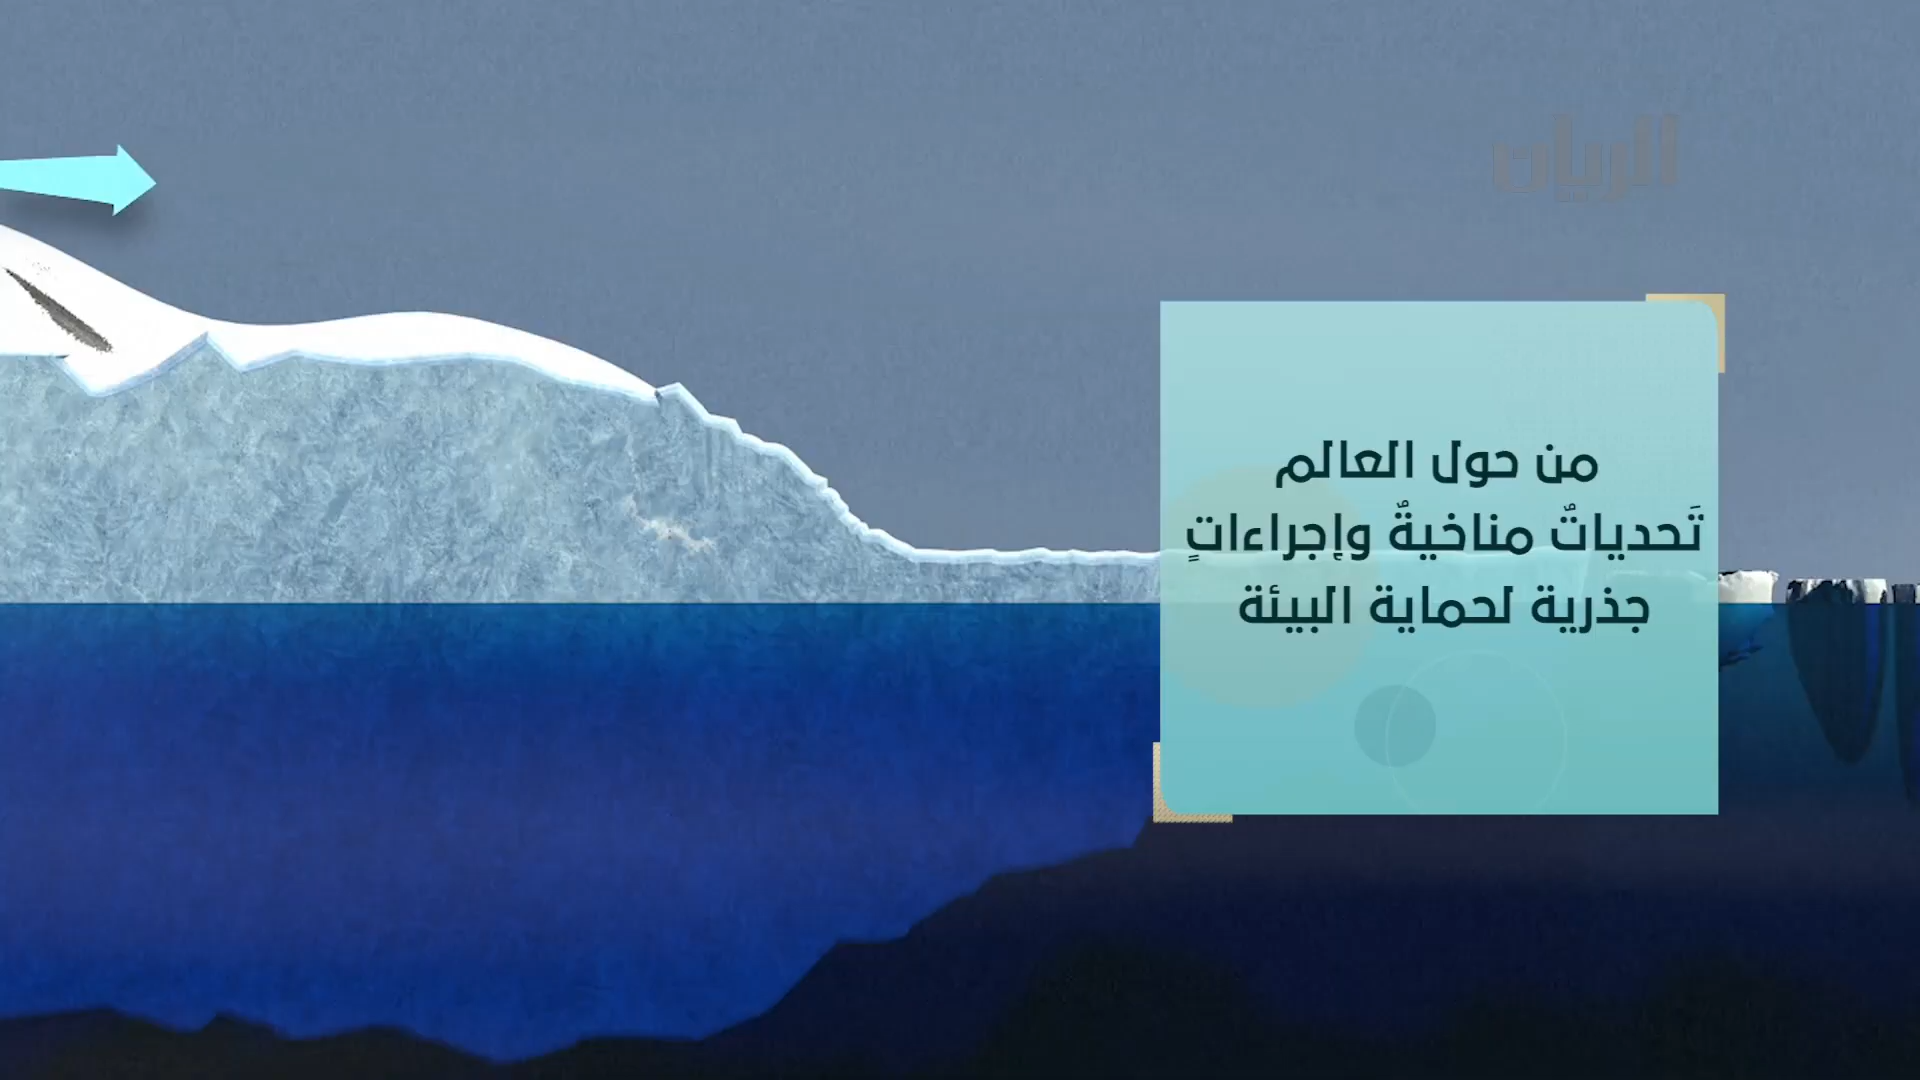 الريان
من حول العالم
تَحدياتٌ مناخيةٌ وإجراءاتٍ
جذرية لحماية البيئة